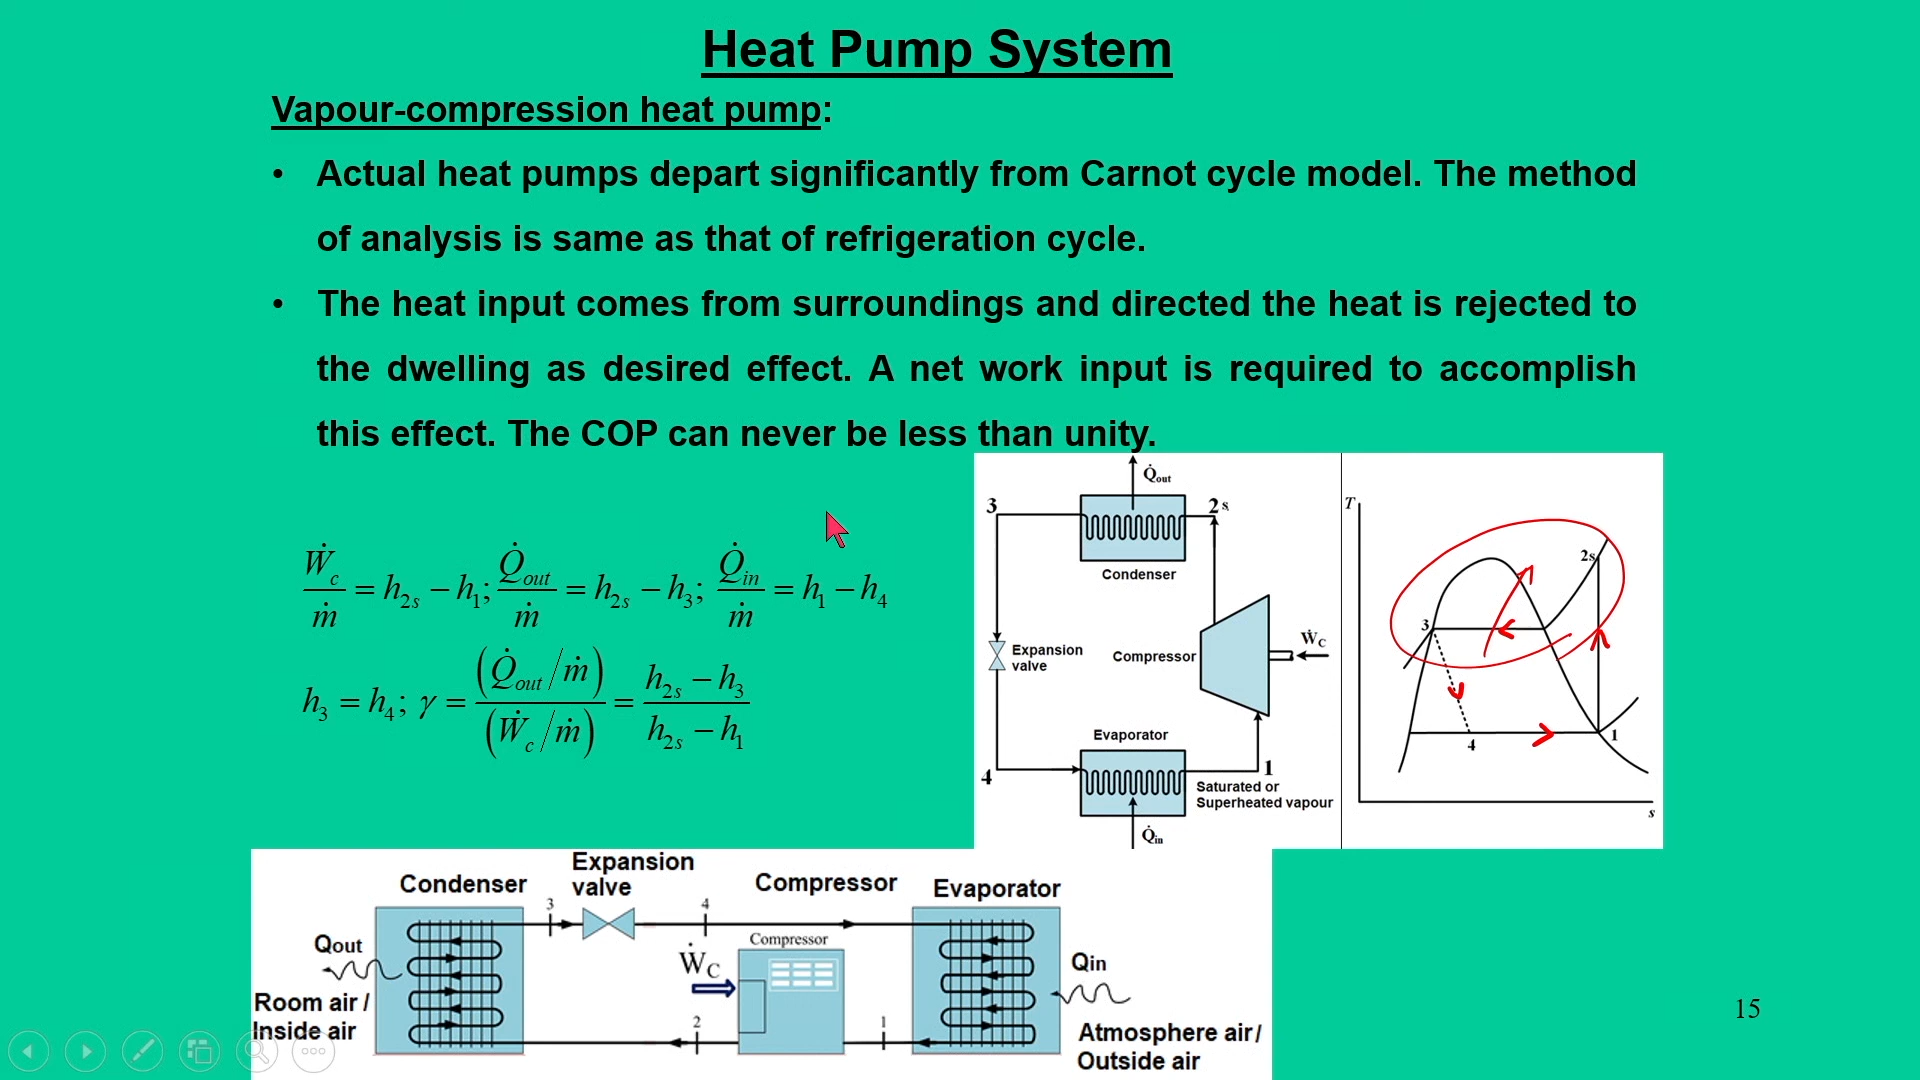 Heat Pump System
Vapour-compression heat pump:
• Actual heat pumps depart significantly from Carnot cycle model. The method
of analysis is same as that of refrigeration cycle.
• The heat input comes from surroundings and directed the heat is rejected to
the dwelling as desired effect. A net work input is required to accomplish
this effect. The COP can never be less than unity.
Ẇc/ṁ = h2s − h1; Q̇out/ṁ = h2s − h3; Q̇in/ṁ = h1 − h4
h3 = h4; γ = (Q̇out/ṁ)/(Ẇc/ṁ) = (h2s − h3)/(h2s − h1)
Q̇out
3
2s
Condenser
Expansion
valve
Compressor
ẆC
Evaporator
4
1
Saturated or
Superheated vapour
Q̇in
T
2s
3
4
1
s
Condenser
Expansion
valve
Compressor
Evaporator
3
4
Compressor
Qout
ẆC
Qin
Room air /
Inside air
2
1
Atmosphere air/
Outside air
15